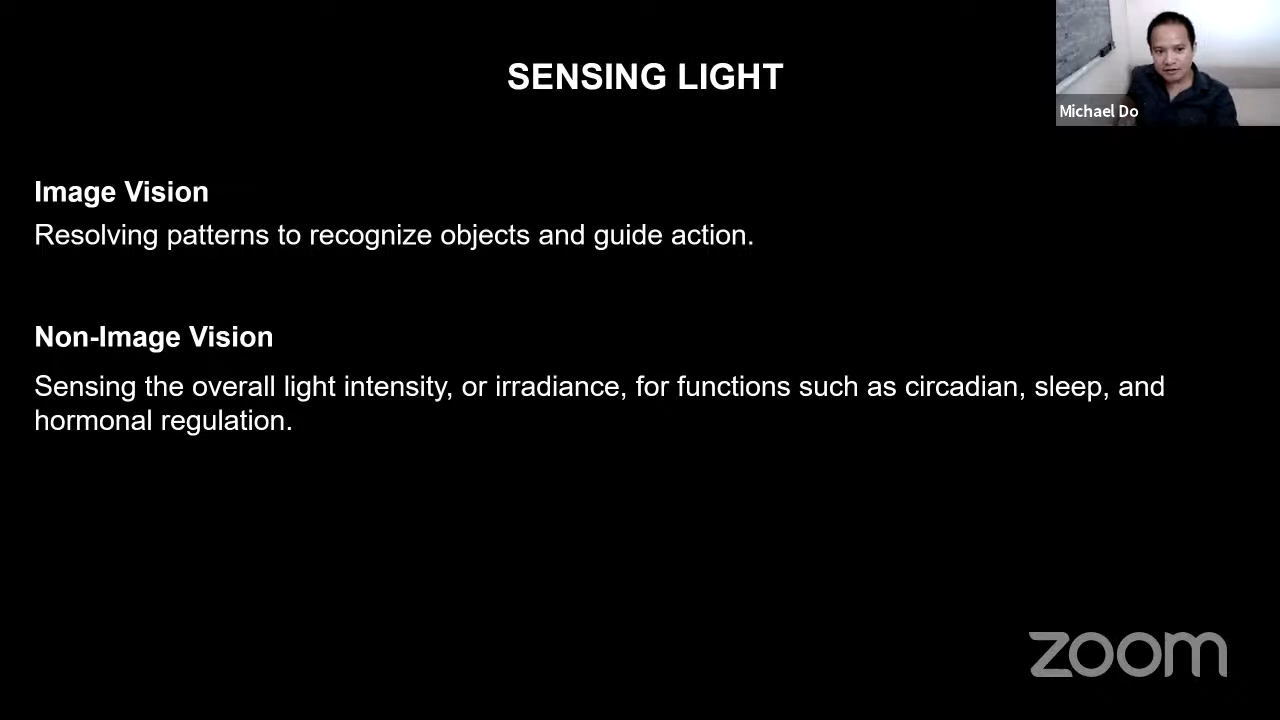 SENSING LIGHT
Michael Do
Image Vision
Resolving patterns to recognize objects and guide action.
Non-Image Vision
Sensing the overall light intensity, or irradiance, for functions such as circadian, sleep, and
hormonal regulation.
zoom